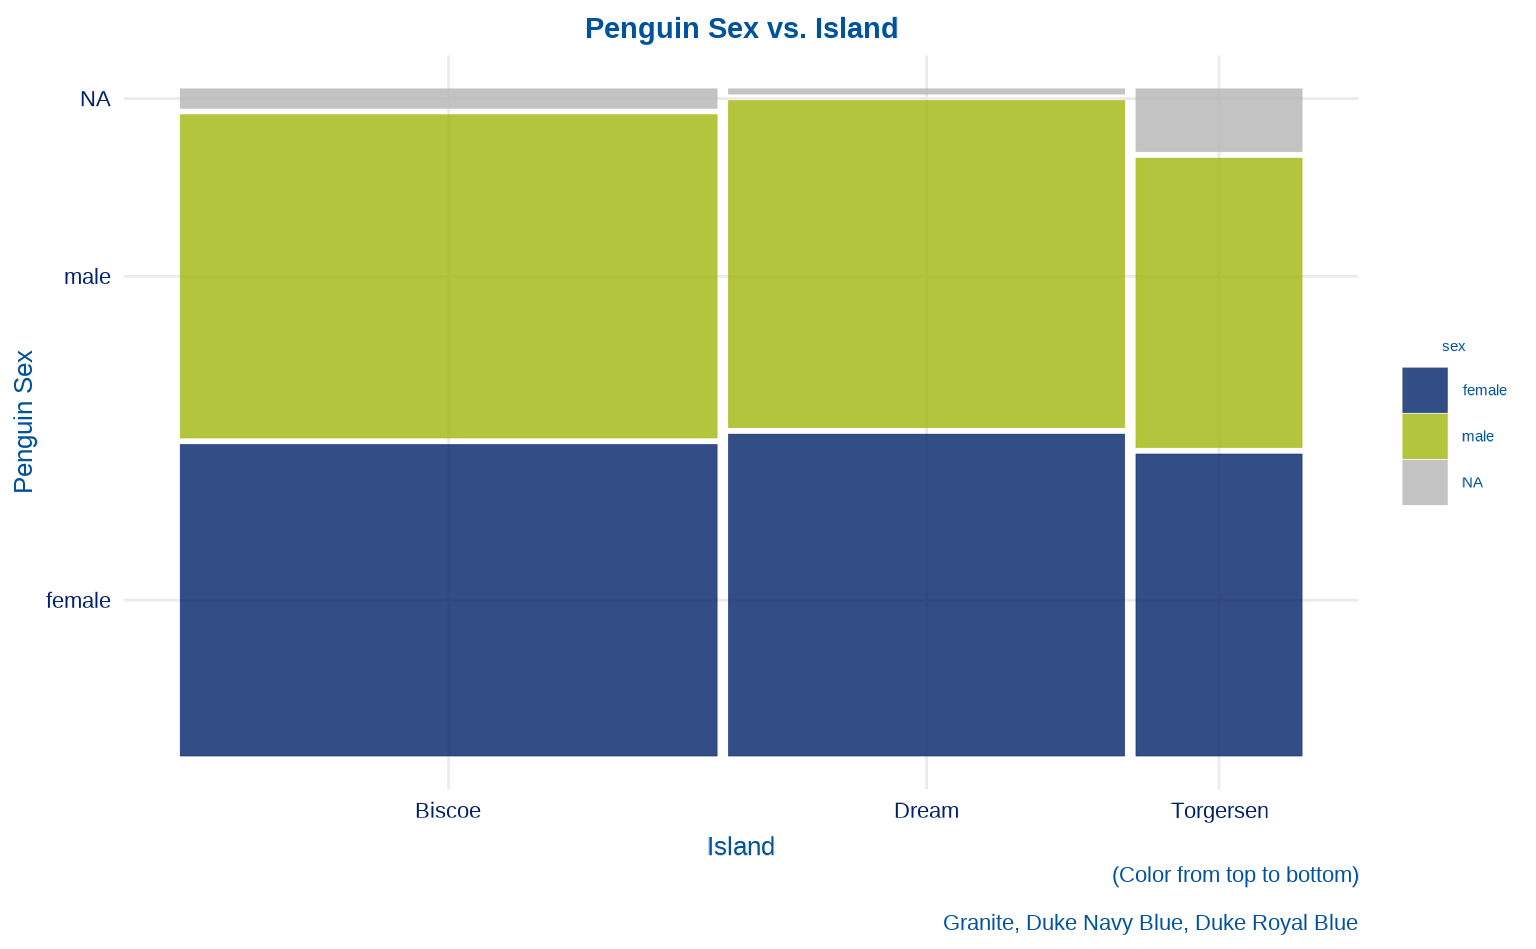 Penguin Sex vs. Island
NA
male
female
Penguin Sex
Biscoe
Dream
Torgersen
Island
sex
female
male
NA
(Color from top to bottom)
Granite, Duke Navy Blue, Duke Royal Blue